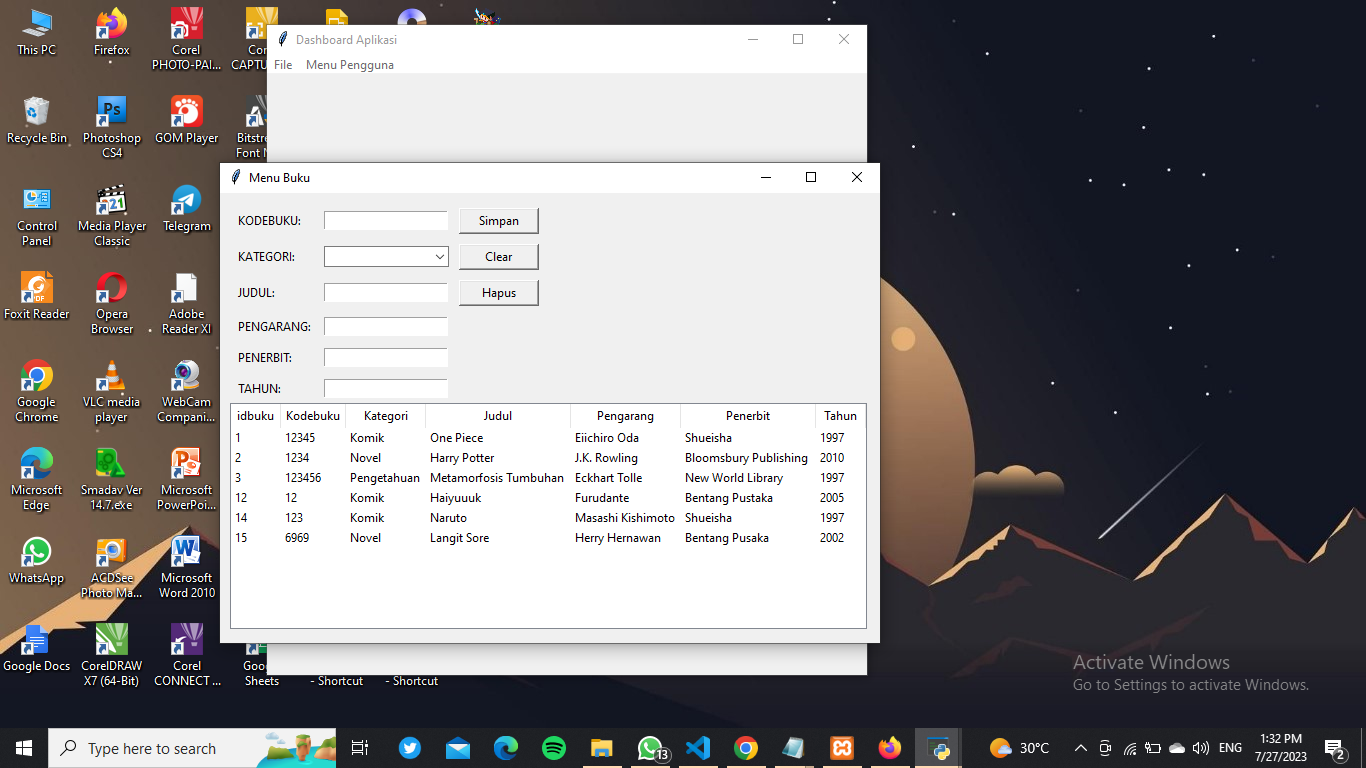 This PC
Firefox
Corel
PHOTO-PAI...
Cor
CAPTU
Recycle Bin
Photoshop
CS4
GOM Player
Bitstre
Font N
Control
Panel
Media Player
Classic
Telegram
Foxit Reader
Opera
Browser
Adobe
Reader XI
Google
Chrome
VLC media
player
WebCam
Compani...
Microsoft
Edge
Smadav Ver
14.7.exe
Microsoft
PowerPoi...
WhatsApp
ACDSee
Photo Ma...
Microsoft
Word 2010
Google Docs
CorelDRAW
X7 (64-Bit)
Corel
CONNECT ...
Goo
Sheets
- Shortcut
- Shortcut
Dashboard Aplikasi
File Menu Pengguna
Menu Buku
KODEBUKU: Simpan
KATEGORI: Clear
JUDUL: Hapus
PENGARANG:
PENERBIT:
TAHUN:
idbuku Kodebuku Kategori Judul Pengarang Penerbit Tahun
1 12345 Komik One Piece Eiichiro Oda Shueisha 1997
2 1234 Novel Harry Potter J.K. Rowling Bloomsbury Publishing 2010
3 123456 Pengetahuan Metamorfosis Tumbuhan Eckhart Tolle New World Library 1997
12 12 Komik Haiyuuuk Furudante Bentang Pustaka 2005
14 123 Komik Naruto Masashi Kishimoto Shueisha 1997
15 6969 Novel Langit Sore Herry Hernawan Bentang Pusaka 2002
Activate Windows
Go to Settings to activate Windows.
Type here to search
13
30°C
ENG
1:32 PM
7/27/2023
2